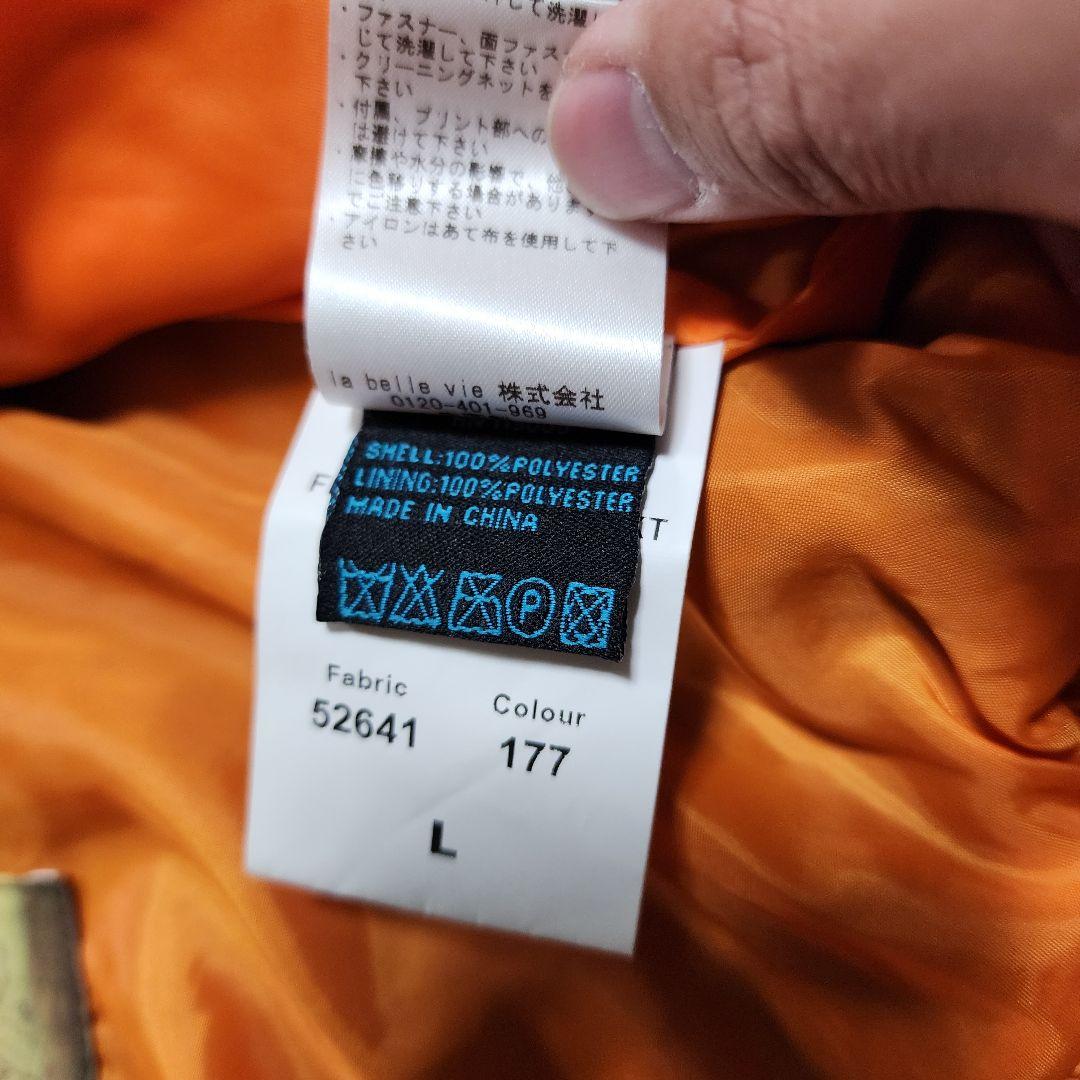 して洗濯
・ファスナー、面ファス
じて洗濯して下さい
・クリーニングネットを
下さい
・付属、プリント部への
は避けて下さい
・摩擦や水分の影響で、
に色移りする場合があります
でご注意下さい
・アイロンはあて布を使用して下
さい
la belle vie 株式会社
0120-401-969
SHELL:100%POLYESTER
LINING:100%POLYESTER
MADE IN CHINA
F
XT
P
Fabric
52641
Colour
177
L